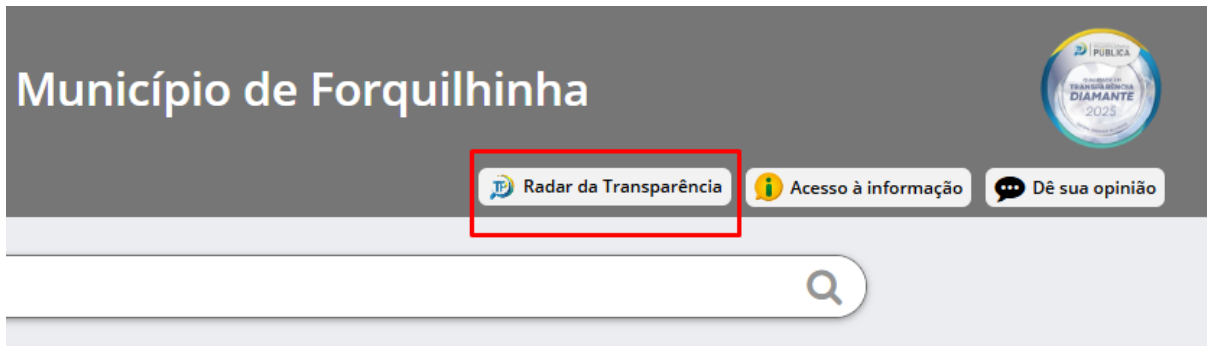 Município de Forquilhinha
PÚBLICA
TRANSPARÊNCIA
DIAMANTE
2025
Radar da Transparência
Acesso à informação
Dê sua opinião